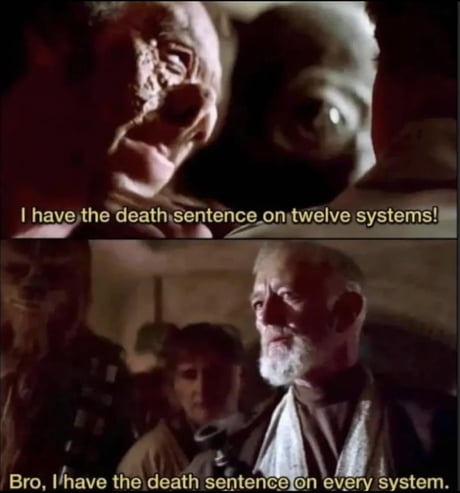 I have the death sentence on twelve systems!
Bro, I have the death sentence on every system.